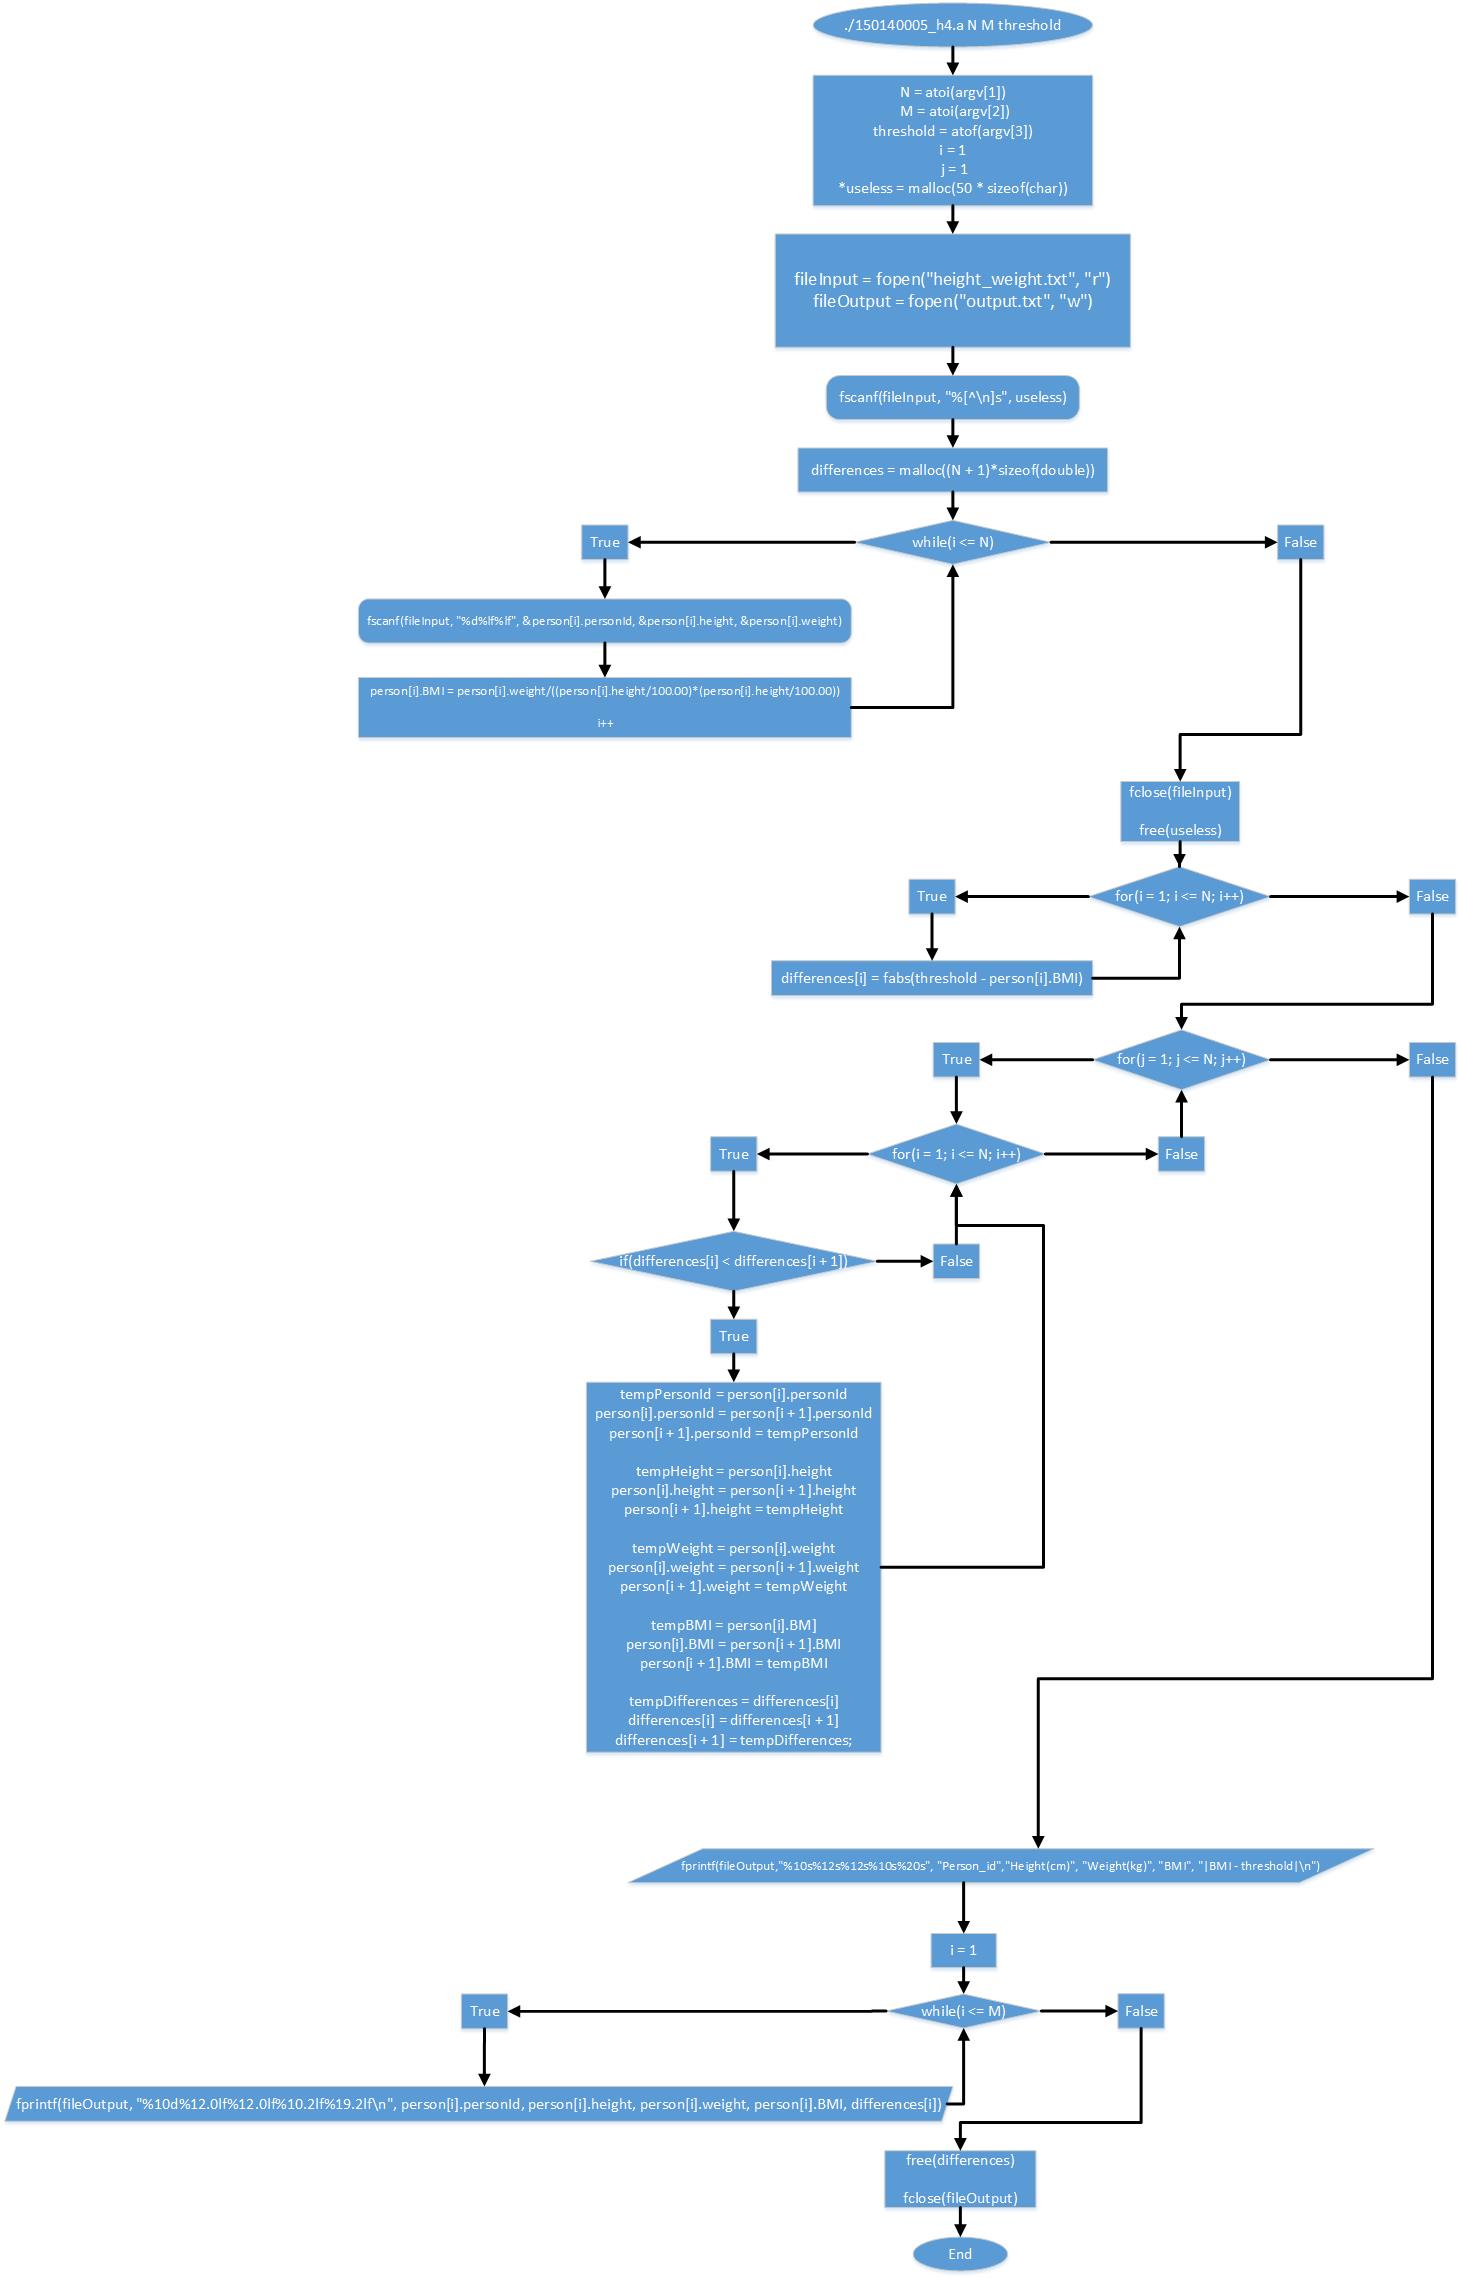 ./150140005_h4.a N M threshold
N = atoi(argv[1])
M = atoi(argv[2])
threshold = atof(argv[3])
i = 1
j = 1
*useless = malloc(50 * sizeof(char))
fileInput = fopen("height_weight.txt", "r")
fileOutput = fopen("output.txt", "w")
fscanf(fileInput, "%[^\n]s", useless)
differences = malloc((N + 1)*sizeof(double))
True
while(i <= N)
False
fscanf(fileInput, "%d%lf%lf", &person[i].personId, &person[i].height, &person[i].weight)
person[i].BMI = person[i].weight/((person[i].height/100.00)*(person[i].height/100.00))
i++
fclose(fileInput)
free(useless)
True
for(i = 1; i <= N; i++)
False
differences[i] = fabs(threshold - person[i].BMI)
True
for(j = 1; j <= N; j++)
False
True
for(i = 1; i <= N; i++)
False
if(differences[i] < differences[i + 1])
False
True
tempPersonId = person[i].personId
person[i].personId = person[i + 1].personId
person[i + 1].personId = tempPersonId
tempHeight = person[i].height
person[i].height = person[i + 1].height
person[i + 1].height = tempHeight
tempWeight = person[i].weight
person[i].weight = person[i + 1].weight
person[i + 1].weight = tempWeight
tempBMI = person[i].BM]
person[i].BMI = person[i + 1].BMI
person[i + 1].BMI = tempBMI
tempDifferences = differences[i]
differences[i] = differences[i + 1]
differences[i + 1] = tempDifferences;
fprintf(fileOutput,"%10s%12s%12s%10s%20s", "Person_id","Height(cm)", "Weight(kg)", "BMI", "|BMI - threshold|\n")
i = 1
True
while(i <= M)
False
fprintf(fileOutput, "%10d%12.0lf%12.0lf%10.2lf%19.2lf\n", person[i].personId, person[i].height, person[i].weight, person[i].BMI, differences[i])
free(differences)
fclose(fileOutput)
End